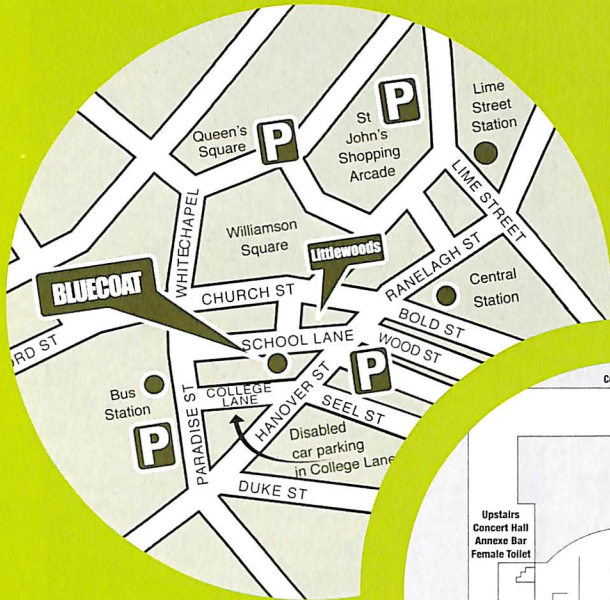 Queen's
Square
P
St
John's
Shopping
Arcade
P
Lime
Street
Station
LIME STREET
WHITECHAPEL
Williamson
Square
Littlewoods
RANELAGH ST
BLUECOAT
CHURCH ST
Central
Station
BOLD ST
SCHOOL LANE
WOOD ST
RD ST
P
Bus
Station
P
PARADISE ST
COLLEGE
LANE
HANOVER ST
SEEL ST
Disabled
car parking
in College Lane
DUKE ST
Upstairs
Concert Hall
Annexe Bar
Female Toilet